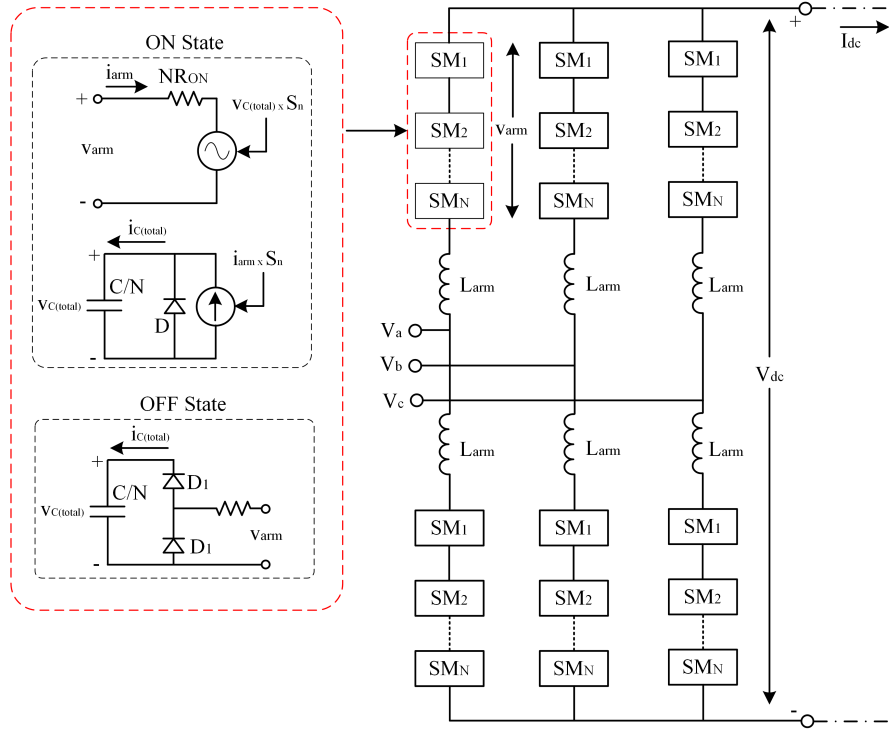 ON State
iarm
NRON
+
vC(total) x Sn
varm
-
iC(total)
+
C/N
vC(total)
D
iarm x Sn
-
OFF State
iC(total)
+
D1
C/N
vC(total)
varm
D1
-
+
Idc
SM1
SM1
SM1
SM2
varm
SM2
SM2
SMN
SMN
SMN
Larm
Larm
Larm
Va
Vb
Vc
Vdc
Larm
Larm
Larm
SM1
SM1
SM1
SM2
SM2
SM2
SMN
SMN
SMN
-